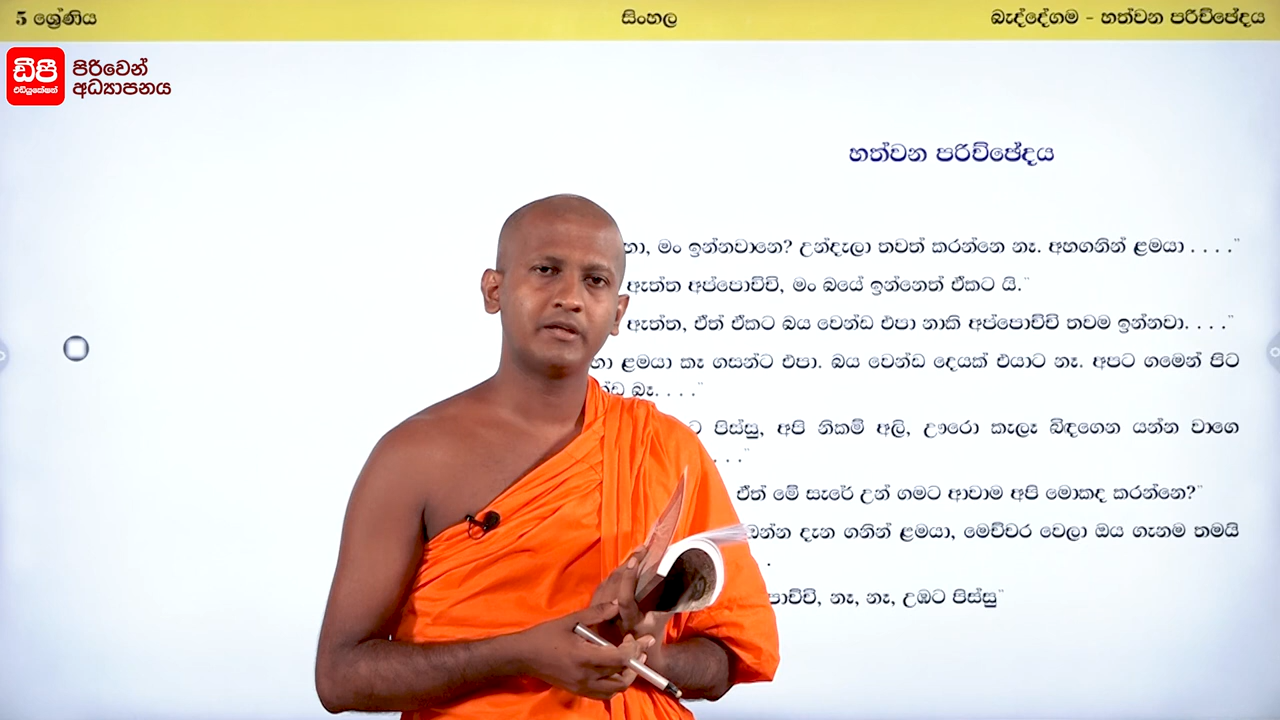 5 ශ්‍රේණිය
සිංහල
බැද්දේගම - හත්වන පරිච්ඡේදය
ඩීපී
එඩියුකේෂන්
පිරිවෙන්
අධ්‍යාපනය
හත්වන පරිච්ඡේදය
මං ඉන්නවානෙ? උන්දැලා තවත් කරන්නෙ නෑ. අහගනින් ළමයා . . . ."
ඇත්ත අප්පොච්චි, මං බයේ ඉන්නෙත් ඒකට යි."
ඇත්ත, ඒත් ඒකට බය වෙන්ඩ එපා නාකි අප්පොච්චි තවම ඉන්නවා. . . ."
ළමයා කෑ ගසන්ට එපා. බය වෙන්ඩ දෙයක් එයාට නෑ. අපට ගමෙන් පිට
බෑ. . . ."
පිස්සු, අපි නිකම් අලි, ඌරො කැලෑ බිඳගෙන යන්න වාගෙ
. . ."
ඒත් මේ සැරේ උන් ගමට ආවාම අපි මොකද කරන්නෙ?"
ඔන්න දැන ගනින් ළමයා, මෙච්චර වෙලා ඔය ගැනම තමයි
.
නෑ, නෑ, උඹට පිස්සු"